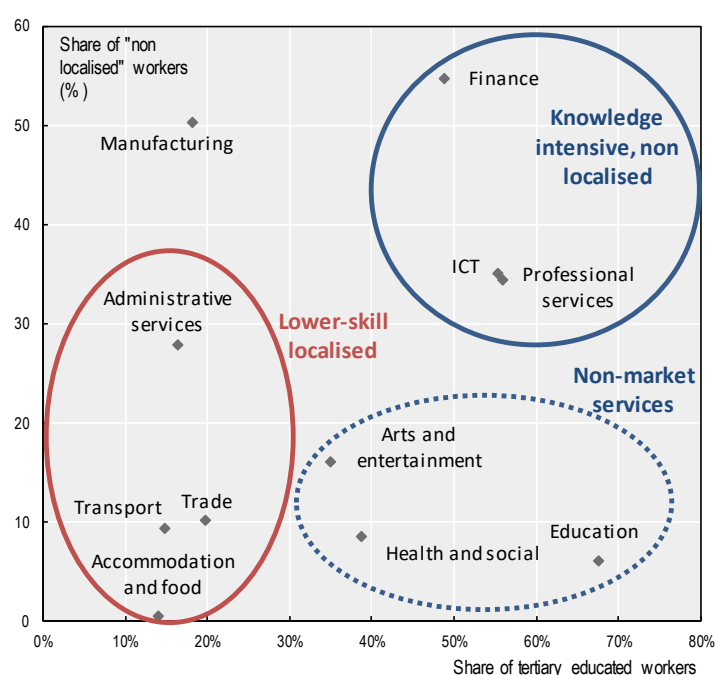 60
50
40
30
20
10
0
Share of "non
localised" workers
(%)
Finance
Manufacturing
Knowledge
intensive, non
localised
ICT
Professional
services
Administrative
services
Lower-skill
localised
Non-market
services
Arts and
entertainment
Transport
Trade
Education
Health and social
Accommodation
and food
0%
10%
20%
30%
40%
50%
60%
70%
80%
Share of tertiary educated workers